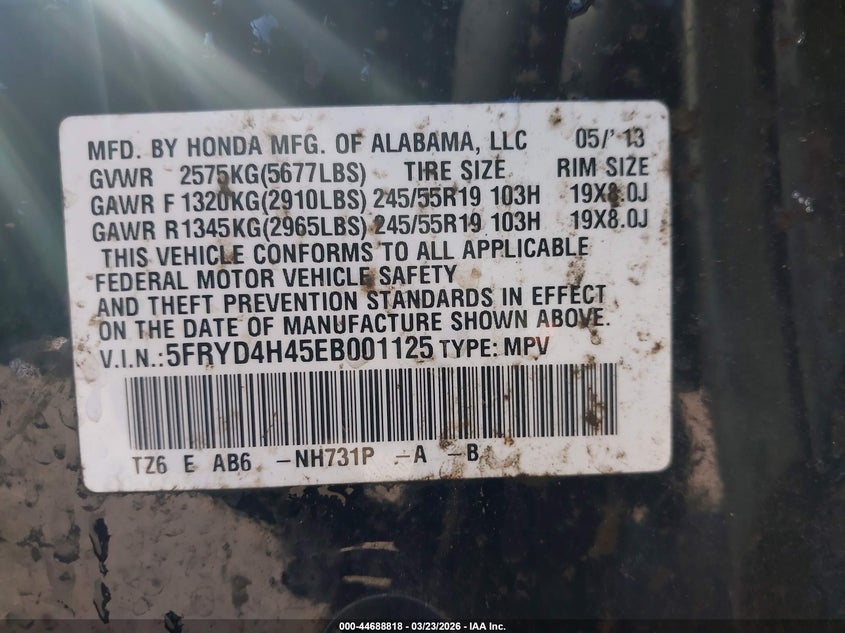 MFD. BY HONDA MFG. OF ALABAMA, LLC 05/'13
GVWR 2575KG(5677LBS) TIRE SIZE RIM SIZE
GAWR F 1320KG(2910LBS) 245/55R19 103H 19X8.0J
GAWR R 1345KG(2965LBS) 245/55R19 103H 19X8.0J
THIS VEHICLE CONFORMS TO ALL APPLICABLE
FEDERAL MOTOR VEHICLE SAFETY
AND THEFT PREVENTION STANDARDS IN EFFECT
ON THE DATE OF MANUFACTURE SHOWN ABOVE.
V.I.N.:5FRYD4H45EB001125 TYPE: MPV
TZ6 E AB6 -NH731P -A -B
000-44688818 - 03/23/2026 - IAA Inc.